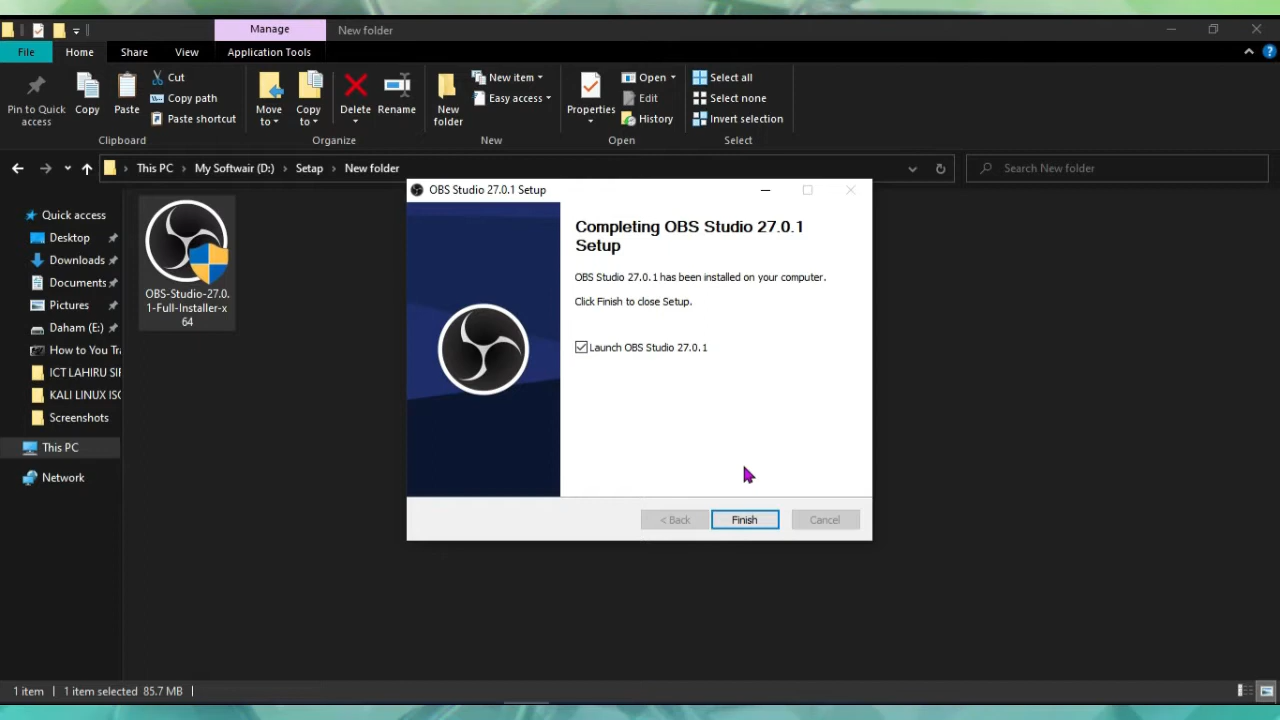 Manage
New folder
File
Home
Share
View
Application Tools
Pin to Quick
access
Copy
Paste
Cut
Copy path
Paste shortcut
Clipboard
Move
to
Copy
to
Delete
Rename
Organize
New
folder
New item
Easy access
New
Properties
Open
Edit
History
Open
Select all
Select none
Invert selection
Select
This PC
My Softwair (D:)
Setap
New folder
Search New folder
Quick access
Desktop
Downloads
Documents
Pictures
Daham (E:)
How to You Tra
ICT LAHIRU SIR
KALI LINUX ISO
Screenshots
This PC
Network
OBS-Studio-27.0.
1-Full-Installer-x
64
OBS Studio 27.0.1 Setup
Completing OBS Studio 27.0.1
Setup
OBS Studio 27.0.1 has been installed on your computer.
Click Finish to close Setup.
Launch OBS Studio 27.0.1
< Back
Finish
Cancel
1 item
1 item selected 85.7 MB